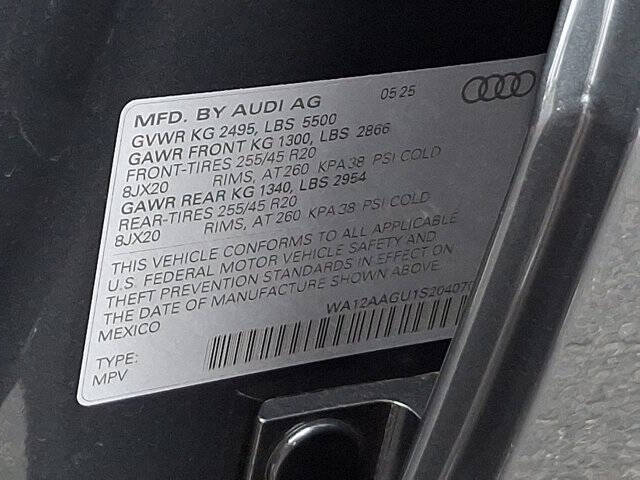 MFD. BY AUDI AG 05 25
GVWR KG 2495, LBS 5500
GAWR FRONT KG 1300, LBS 2866
FRONT-TIRES 255/45 R20
8JX20 RIMS, AT 260 KPA 38 PSI COLD
GAWR REAR KG 1340, LBS 2954
REAR-TIRES 255/45 R20
8JX20 RIMS, AT 260 KPA 38 PSI COLD
THIS VEHICLE CONFORMS TO ALL APPLICABLE
U.S. FEDERAL MOTOR VEHICLE SAFETY AND
THEFT PREVENTION STANDARDS IN EFFECT ON
THE DATE OF MANUFACTURE SHOWN ABOVE.
MEXICO
WA12AAGU1S20407
TYPE:
MPV